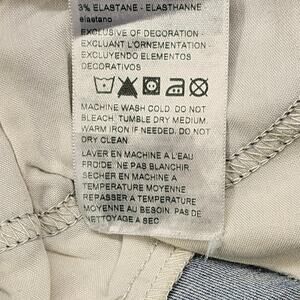 3% ELASTANE - ELASTHANNE
elastano
EXCLUSIVE OF DECORATION -
EXCLUANT L'ORNEMENTATION -
EXCLUYENDO ELEMENTOS
DECORATIVOS
MACHINE WASH COLD. DO NOT
BLEACH. TUMBLE DRY MEDIUM.
WARM IRON IF NEEDED. DO NOT
DRY CLEAN
LAVER EN MACHINE A L'EAU
FROIDE. NE PAS BLANCHIR.
SECHER EN MACHINE A
TEMPERATURE MOYENNE
REPASSER A TEMPERATURE
MOYENNE AU BESOIN. PAS DE
NETTOYAGE A SEC